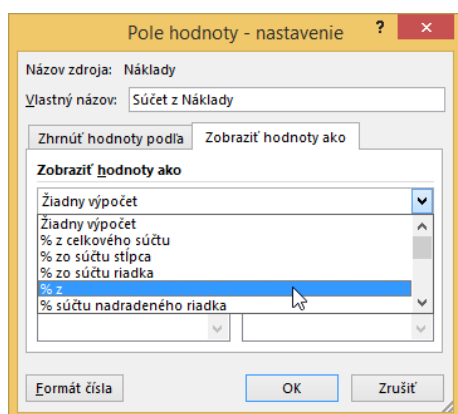 Pole hodnoty - nastavenie ? ×
Názov zdroja: Náklady
Vlastný názov: Súčet z Náklady
Zhrnúť hodnoty podľa Zobraziť hodnoty ako
Zobraziť hodnoty ako
Žiadny výpočet
Žiadny výpočet
% z celkového súčtu
% zo súčtu stĺpca
% zo súčtu riadka
% z
% súčtu nadradeného riadka
Formát čísla OK Zrušiť